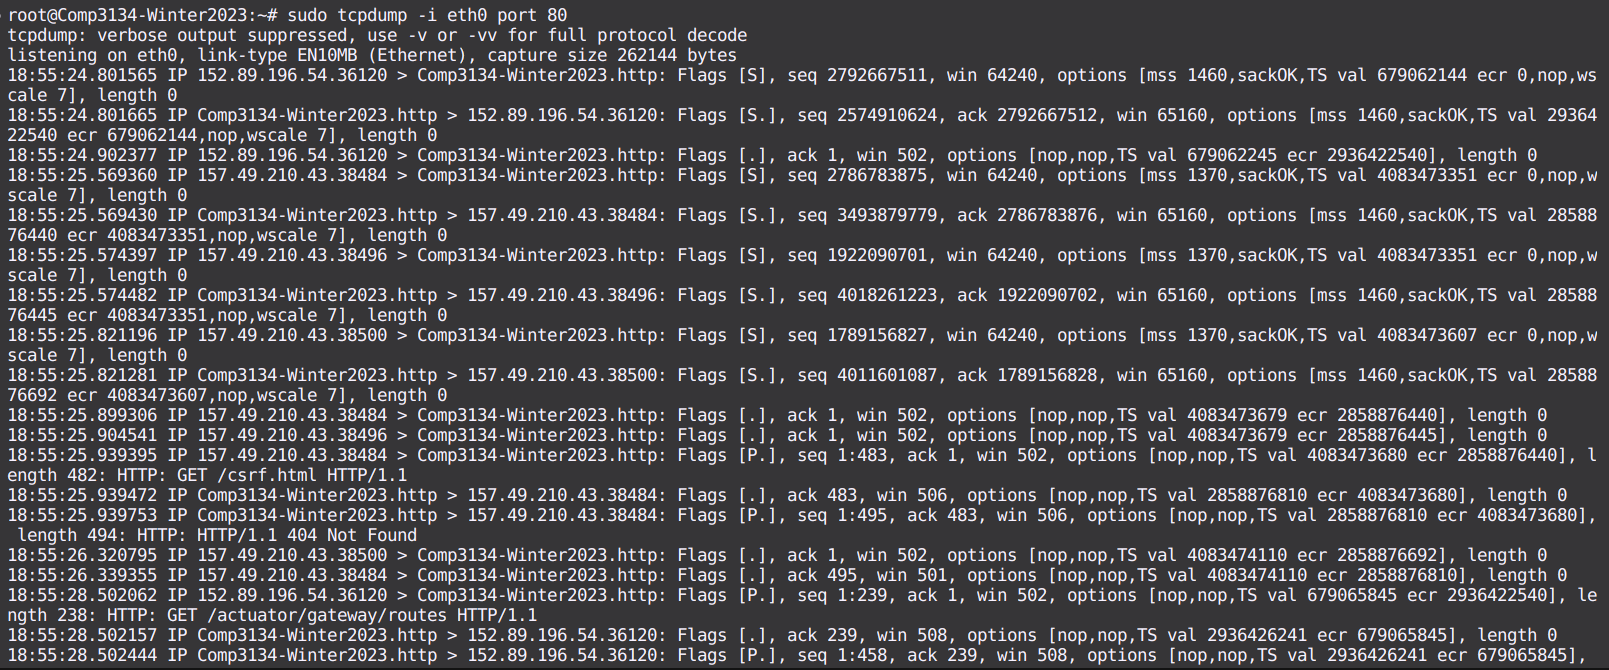 root@Comp3134-Winter2023:~# sudo tcpdump -i eth0 port 80
tcpdump: verbose output suppressed, use -v or -vv for full protocol decode
listening on eth0, link-type EN10MB (Ethernet), capture size 262144 bytes
18:55:24.801565 IP 152.89.196.54.36120 > Comp3134-Winter2023.http: Flags [S], seq 2792667511, win 64240, options [mss 1460,sackOK,TS val 679062144 ecr 0,nop,ws
cale 7], length 0
18:55:24.801665 IP Comp3134-Winter2023.http > 152.89.196.54.36120: Flags [S.], seq 2574910624, ack 2792667512, win 65160, options [mss 1460,sackOK,TS val 29364
22540 ecr 679062144,nop,wscale 7], length 0
18:55:24.902377 IP 152.89.196.54.36120 > Comp3134-Winter2023.http: Flags [.], ack 1, win 502, options [nop,nop,TS val 679062245 ecr 2936422540], length 0
18:55:25.569360 IP 157.49.210.43.38484 > Comp3134-Winter2023.http: Flags [S], seq 2786783875, win 64240, options [mss 1370,sackOK,TS val 4083473351 ecr 0,nop,w
scale 7], length 0
18:55:25.569430 IP Comp3134-Winter2023.http > 157.49.210.43.38484: Flags [S.], seq 3493879779, ack 2786783876, win 65160, options [mss 1460,sackOK,TS val 28588
76440 ecr 4083473351,nop,wscale 7], length 0
18:55:25.574397 IP 157.49.210.43.38496 > Comp3134-Winter2023.http: Flags [S], seq 1922090701, win 64240, options [mss 1370,sackOK,TS val 4083473351 ecr 0,nop,w
scale 7], length 0
18:55:25.574482 IP Comp3134-Winter2023.http > 157.49.210.43.38496: Flags [S.], seq 4018261223, ack 1922090702, win 65160, options [mss 1460,sackOK,TS val 28588
76445 ecr 4083473351,nop,wscale 7], length 0
18:55:25.821196 IP 157.49.210.43.38500 > Comp3134-Winter2023.http: Flags [S], seq 1789156827, win 64240, options [mss 1370,sackOK,TS val 4083473607 ecr 0,nop,w
scale 7], length 0
18:55:25.821281 IP Comp3134-Winter2023.http > 157.49.210.43.38500: Flags [S.], seq 4011601087, ack 1789156828, win 65160, options [mss 1460,sackOK,TS val 28588
76692 ecr 4083473607,nop,wscale 7], length 0
18:55:25.899306 IP 157.49.210.43.38484 > Comp3134-Winter2023.http: Flags [.], ack 1, win 502, options [nop,nop,TS val 4083473679 ecr 2858876440], length 0
18:55:25.904541 IP 157.49.210.43.38496 > Comp3134-Winter2023.http: Flags [.], ack 1, win 502, options [nop,nop,TS val 4083473679 ecr 2858876445], length 0
18:55:25.939395 IP 157.49.210.43.38484 > Comp3134-Winter2023.http: Flags [P.], seq 1:483, ack 1, win 502, options [nop,nop,TS val 4083473680 ecr 2858876440], l
ength 482: HTTP: GET /csrf.html HTTP/1.1
18:55:25.939472 IP Comp3134-Winter2023.http > 157.49.210.43.38484: Flags [.], ack 483, win 506, options [nop,nop,TS val 2858876810 ecr 4083473680], length 0
18:55:25.939753 IP Comp3134-Winter2023.http > 157.49.210.43.38484: Flags [P.], seq 1:495, ack 483, win 506, options [nop,nop,TS val 2858876810 ecr 4083473680],
 length 494: HTTP: HTTP/1.1 404 Not Found
18:55:26.320795 IP 157.49.210.43.38500 > Comp3134-Winter2023.http: Flags [.], ack 1, win 502, options [nop,nop,TS val 4083474110 ecr 2858876692], length 0
18:55:26.339355 IP 157.49.210.43.38484 > Comp3134-Winter2023.http: Flags [.], ack 495, win 501, options [nop,nop,TS val 4083474110 ecr 2858876810], length 0
18:55:28.502062 IP 152.89.196.54.36120 > Comp3134-Winter2023.http: Flags [P.], seq 1:239, ack 1, win 502, options [nop,nop,TS val 679065845 ecr 2936422540], le
ngth 238: HTTP: GET /actuator/gateway/routes HTTP/1.1
18:55:28.502157 IP Comp3134-Winter2023.http > 152.89.196.54.36120: Flags [.], ack 239, win 508, options [nop,nop,TS val 2936426241 ecr 679065845], length 0
18:55:28.502444 IP Comp3134-Winter2023.http > 152.89.196.54.36120: Flags [P.], seq 1:458, ack 239, win 508, options [nop,nop,TS val 2936426241 ecr 679065845],